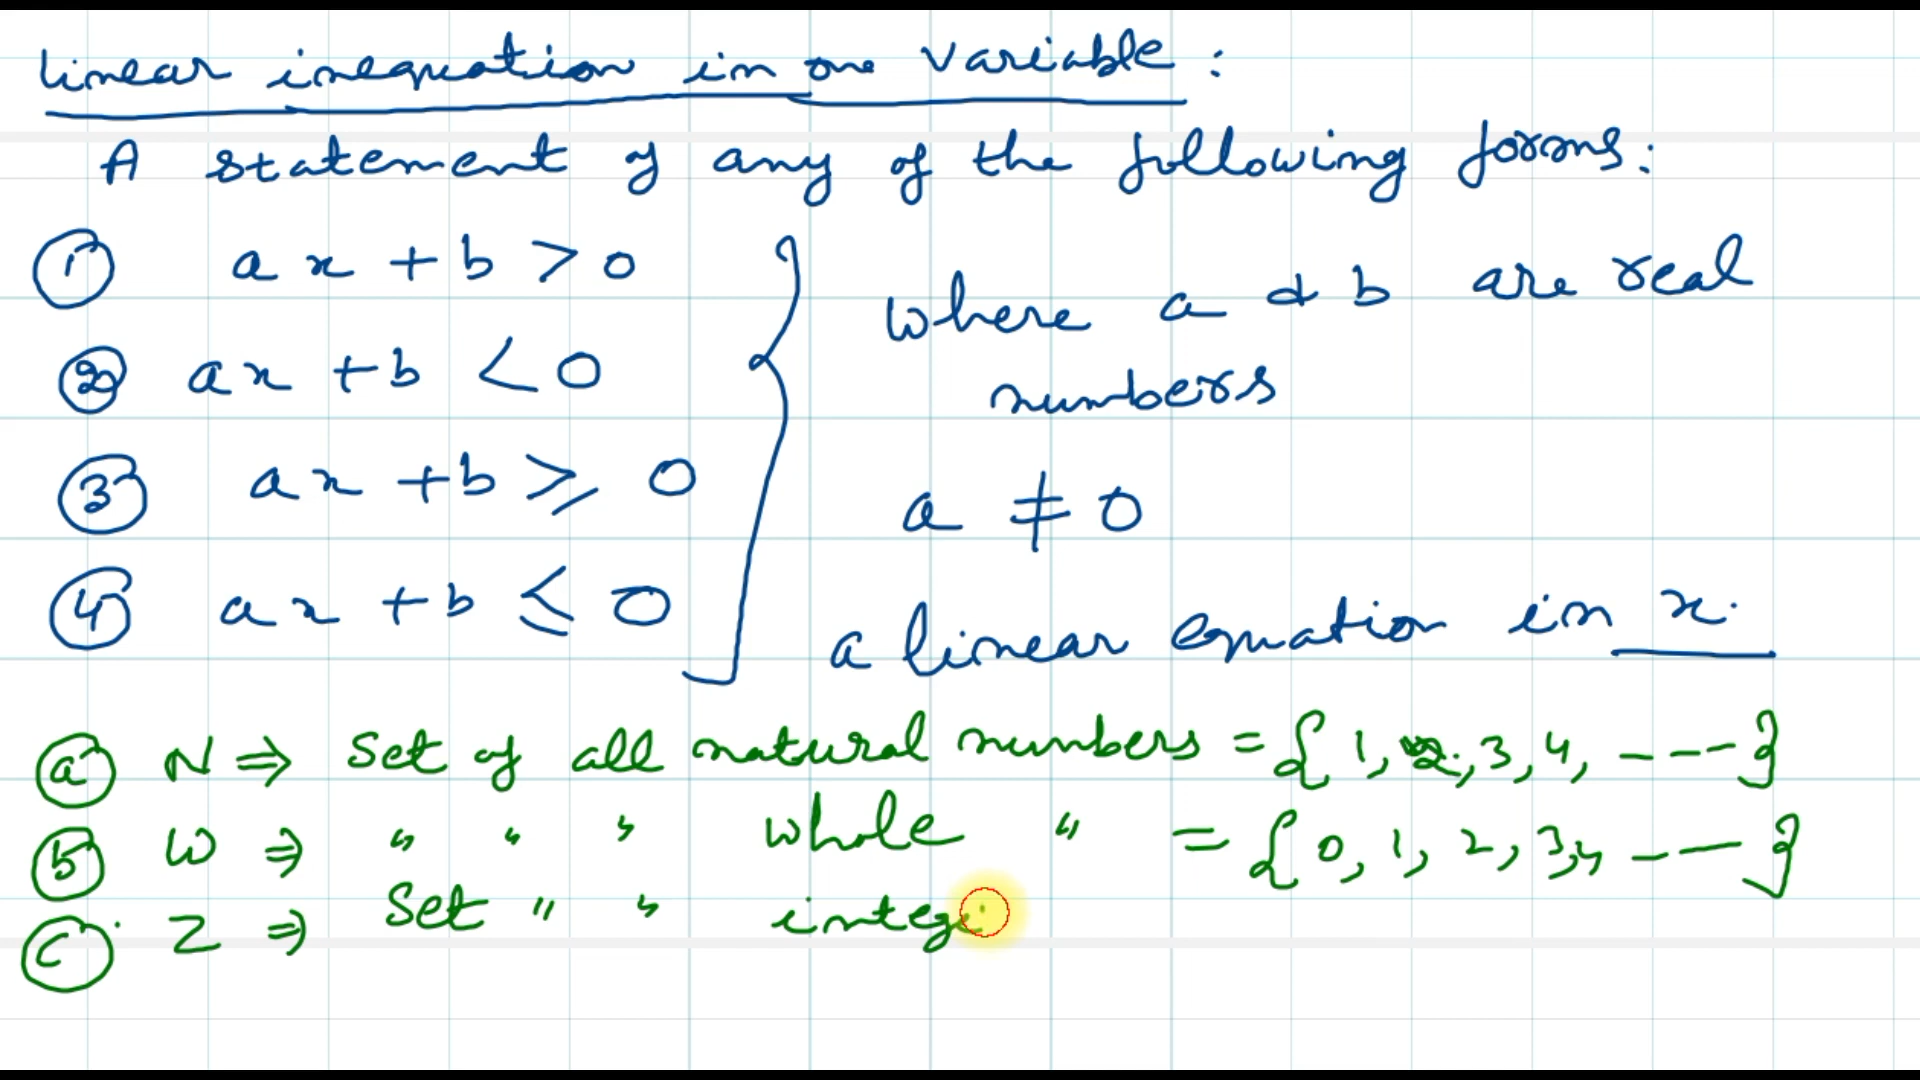 Linear inequation in one variable :
A statement of any of the following forms :
① ax + b > 0
② ax + b < 0
③ ax + b ⩾ 0
④ ax + b ≤ 0
where a & b are real
numbers
a ≠ 0
a linear equation in x.
ⓐ N ⇒ Set of all natural numbers = {1, 2, 3, 4, ---}
ⓑ W ⇒ " " " whole " = {0, 1, 2, 3, ---}
ⓒ Z ⇒ Set " " integ